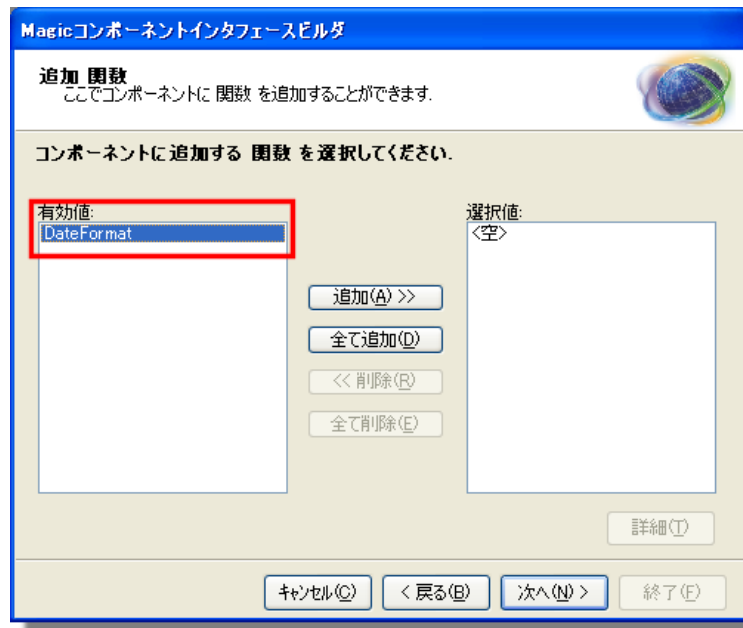 Magicコンポーネントインタフェースビルダ
追加 関数
ここでコンポーネントに 関数 を追加することができます.
コンポーネントに追加する 関数 を選択してください.
有効値:
DateFormat
選択値:
<空>
追加(A) >>
全て追加(D)
<< 削除(R)
全て削除(E)
詳細(T)
キャンセル(C)
< 戻る(B)
次へ(N) >
終了(F)